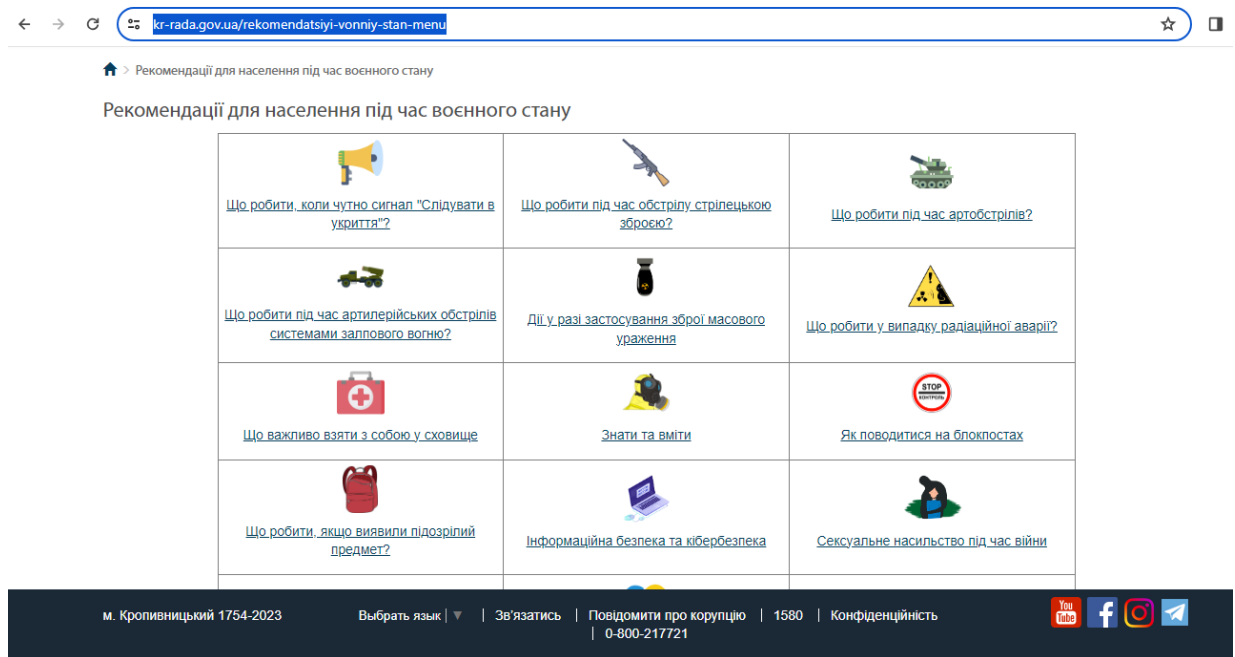 kr-rada.gov.ua/rekomendatsiyi-vonniy-stan-menu
> Рекомендації для населення під час воєнного стану
Рекомендації для населення під час воєнного стану
Що робити, коли чутно сигнал "Слідувати в
укриття"?
Що робити під час обстрілу стрілецькою
зброєю?
Що робити під час артобстрілів?
Що робити під час артилерійських обстрілів
системами залпового вогню?
Дії у разі застосування зброї масового
ураження
Що робити у випадку радіаційної аварії?
Що важливо взяти з собою у сховище
Знати та вміти
STOP
КОНТРОЛЬ
Як поводитися на блокпостах
Що робити, якщо виявили підозрілий
предмет?
Інформаційна безпека та кібербезпека
Сексуальне насильство під час війни
м. Кропивницький 1754-2023
Выбрать язык | ▼ | Зв'язатись | Повідомити про корупцію | 1580 | Конфіденційність
| 0-800-217721
You
Tube